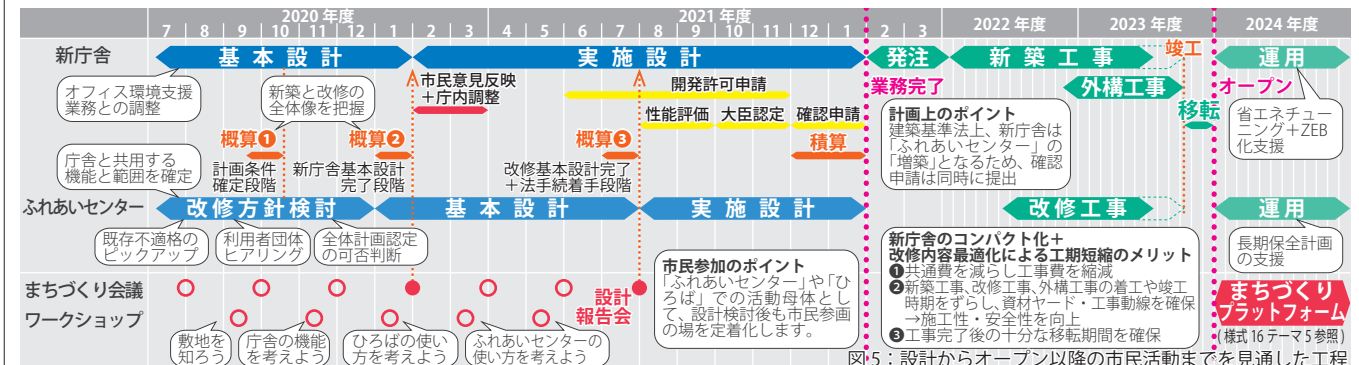 2020 年度
2021 年度
2022 年度
2023 年度
2024 年度
7 8 9 10 11 12 1 2 3 4 5 6 7 8 9 10 11 12 1 2 3
新庁舎
基本設計
実施設計
発注
新築工事
竣工
運用
オフィス環境支援
業務との調整
新築と改修の
全体像を把握
市民意見反映
+庁内調整
開発許可申請
業務完了
外構工事
オープン
移転
性能評価
大臣認定
確認申請
計画上のポイント
建築基準法上、新庁舎は
「ふれあいセンター」の
「増築」となるため、確認
申請は同時に提出
省エネチュー
ニング+ZEB
化支援
概算❶
概算❷
概算❸
積算
庁舎と共用する
機能と範囲を確定
計画条件
確定段階
新庁舎基本設計
完了段階
改修基本設計完了
+法手続着手段階
ふれあいセンター
改修方針検討
基本設計
実施設計
改修工事
運用
既存不適格の
ピックアップ
利用者団体
ヒアリング
全体計画認定
の可否判断
長期保全計画
の支援
市民参加のポイント
「ふれあいセンター」や「ひ
ろば」での活動母体とし
て、設計検討後も市民参画
の場を定着化します。
新庁舎のコンパクト化+
改修内容最適化による工期短縮のメリット
❶共通費を減らし工事費を縮減
❷新築工事、改修工事、外構工事の着工や竣工
時期をずらし、資材ヤード・工事動線を確保
→施工性・安全性を向上
❸工事完了後の十分な移転期間を確保
まちづくり会議
ワークショップ
設計
報告会
まちづくり
プラットフォーム
(様式 16 テーマ 5 参照)
敷地を
知ろう
庁舎の機能
を考えよう
ひろばの使い
方を考えよう
ふれあいセンターの
使い方を考えよう
図 5:設計からオープン以降の市民活動までを見通した工程